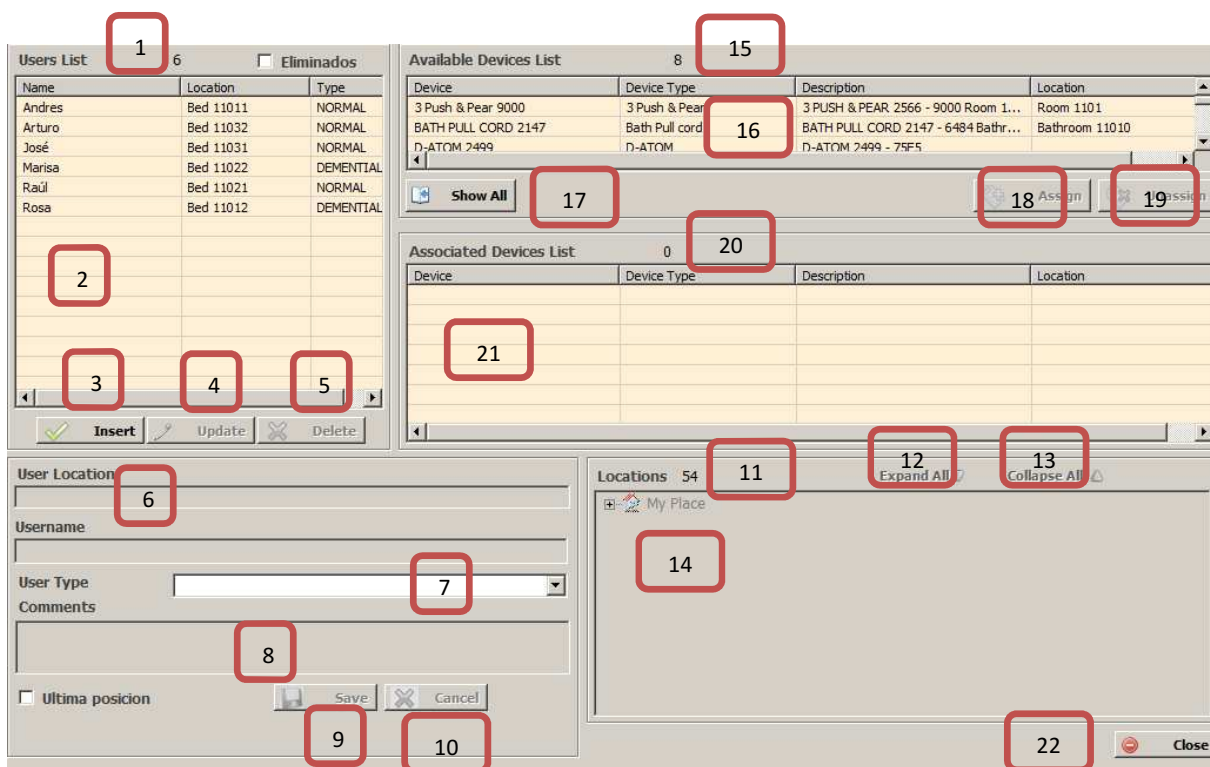 1
Users List 6 Eliminados
Name Location Type
Andres Bed 11011 NORMAL
Arturo Bed 11032 NORMAL
José Bed 11031 NORMAL
Marisa Bed 11022 DEMENTIAL
Raúl Bed 11021 NORMAL
Rosa Bed 11012 DEMENTIAL
2
3 4 5
Insert Update Delete
15
Available Devices List 8
Device Device Type Description Location
3 Push & Pear 9000 3 Push & Pear 3 PUSH & PEAR 2566 - 9000 Room 1... Room 1101
BATH PULL CORD 2147 Bath Pull cord BATH PULL CORD 2147 - 6484 Bathr... Bathroom 11010
D-ATOM 2499 D-ATOM D-ATOM 2499 - 75E5
16
Show All 17 18 Assign 19
20
Associated Devices List 0
Device Device Type Description Location
21
User Location
6
Username
User Type 7
Comments
8
Ultima posicion Save Cancel
9 10
Locations 54 11 12 Expand All 13 Collapse All
My Place
14
22 Close